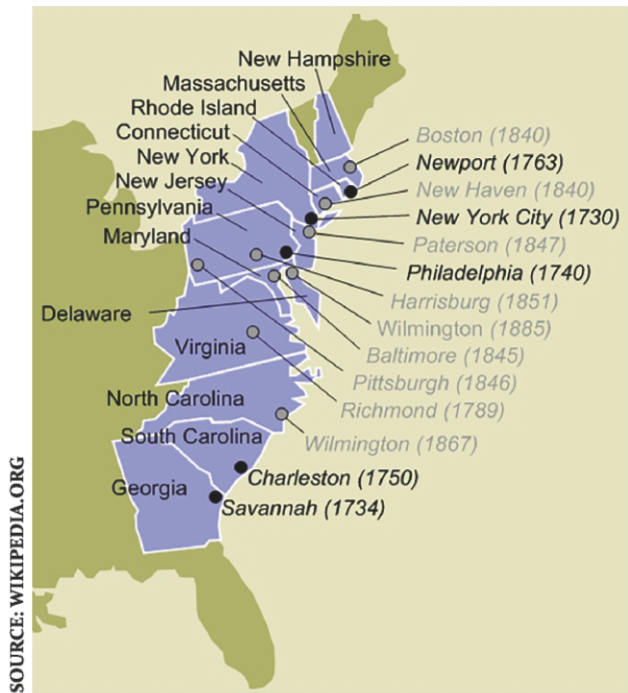 New Hampshire
Massachusetts
Rhode Island
Connecticut
New York
New Jersey
Pennsylvania
Maryland
Delaware
Virginia
North Carolina
South Carolina
Georgia
Boston (1840)
Newport (1763)
New Haven (1840)
New York City (1730)
Paterson (1847)
Philadelphia (1740)
Harrisburg (1851)
Wilmington (1885)
Baltimore (1845)
Pittsburgh (1846)
Richmond (1789)
Wilmington (1867)
Charleston (1750)
Savannah (1734)
SOURCE: WIKIPEDIA.ORG